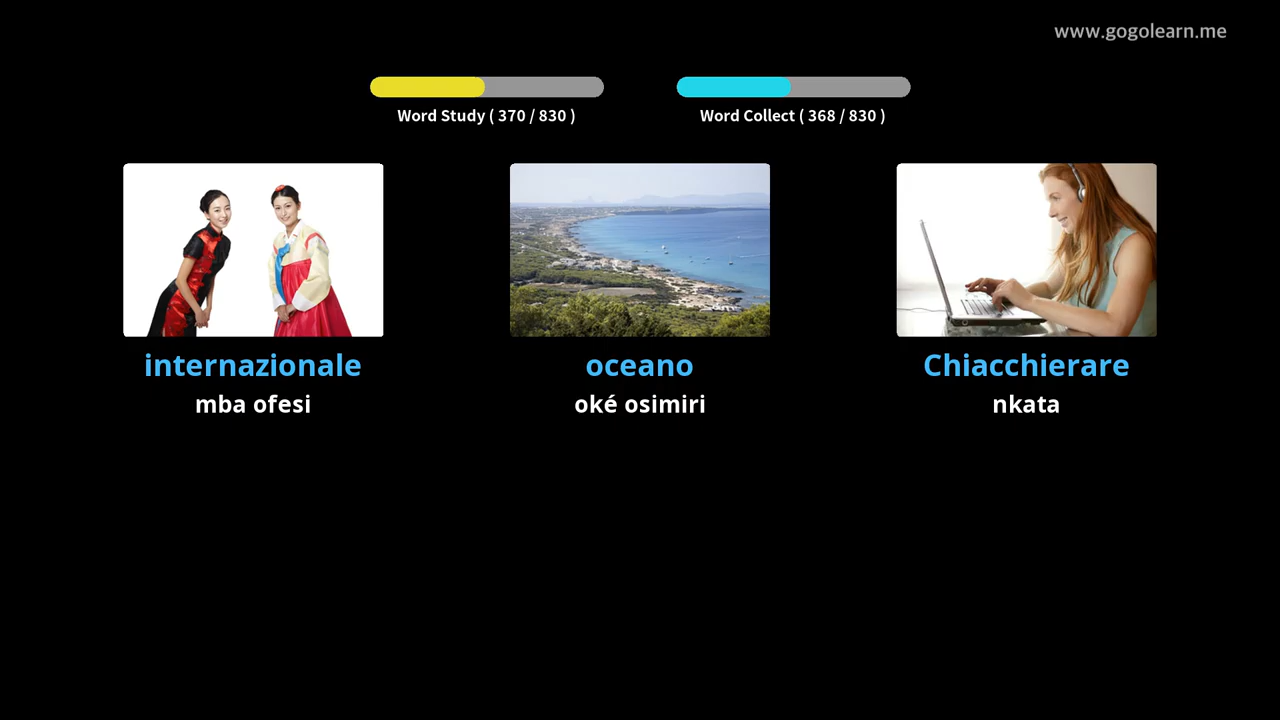 www.gogolearn.me
Word Study ( 370 / 830 )
Word Collect ( 368 / 830 )
internazionale
mba ofesi
oceano
oké osimiri
Chiacchierare
nkata